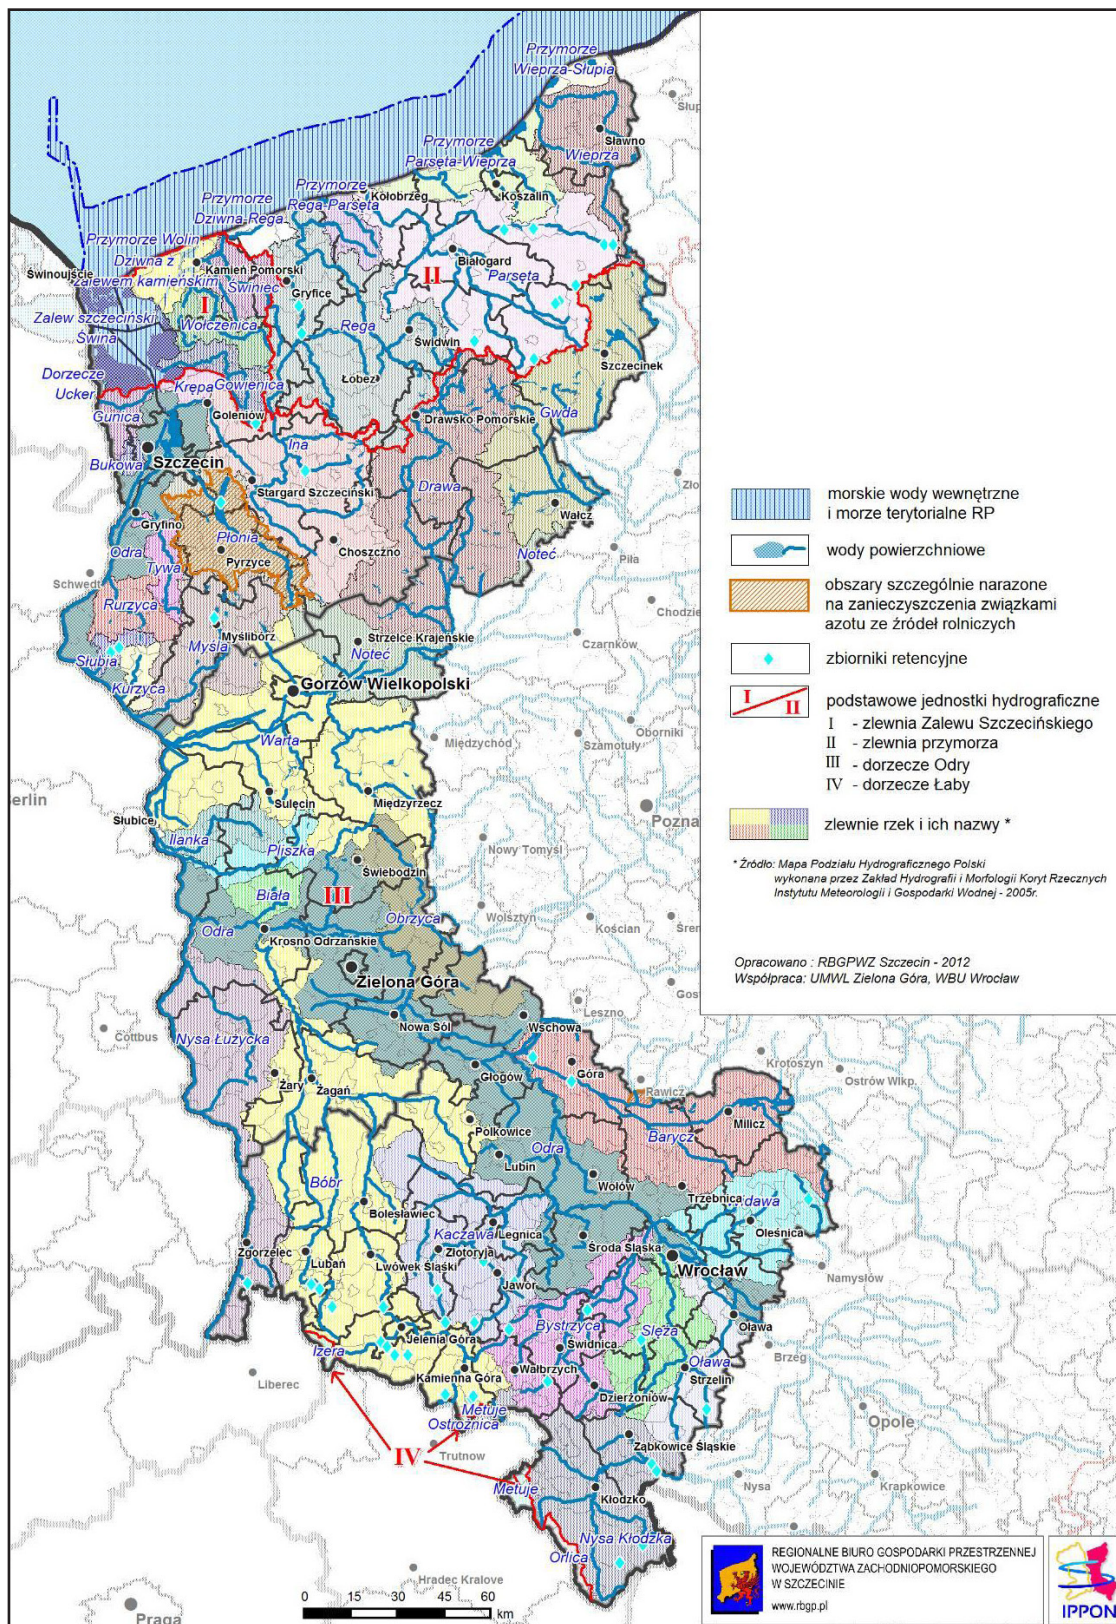 Przymorze
Wieprza-Słupia
Słup
Sławno
Wieprza
Przymorze
Parsęta-Wieprza
Koszalin
Przymorze
Rega-Parsęta
Kołobrzeg
Przymorze
Dziwna-Rega
Przymorze Wolin
Dziwna z
zalewem kamieńskim
Kamień Pomorski
Świnoujście
Świniec
Gryfice
I
II
Białogard
Parsęta
Zalew szczeciński
Wołczenica
Świna
Rega
Świdwin
Szczecinek
Dorzecze
Ucker
Krępa
Gowienica
Łobez
Gunica
Goleniów
Drawsko Pomorskie
Gwda
Bukowa
Szczecin
Ina
Stargard Szczeciński
Drawa
Zło
Wałcz
Gryfino
Płonia
Choszczno
Odra
Tywa
Pyrzyce
Noteć
Piła
Schwedt
Rurzyca
Chodzie
Myślibórz
Myśla
Strzelce Krajeńskie
Noteć
Czarnków
Słubia
Kurzyca
Gorzów Wielkopolski
Warta
Międzychód
Szamotuły
Oborniki
Sulęcin
Międzyrzecz
erlin
Słubice
Pozna
Ilanka
Pliszka
Nowy Tomyśl
Świebodzin
III
Biała
Obrzyca
Wolsztyn
Kościan
Śrer
Odra
Krosno Odrzańskie
Zielona Góra
Gost
Leszno
Nowa Sól
Wschowa
Cottbus
Nysa Łużycka
Krotoszyn
Ostrów Wlkp.
Głogów
Góra
Żary
Żagań
Rawicz
Milicz
Polkowice
Barycz
Odra
Lubin
Wołów
Trzebnica
Bóbr
Bolesławiec
Widawa
Oleśnica
Kaczawa
Legnica
Zgorzelec
Złotoryja
Środa Śląska
Lubań
Lwówek Śląski
Wrocław
Namysłów
Jawor
Oława
Bystrzyca
Ślęza
Jelenia Góra
Izera
Świdnica
Brzeg
Oława
Liberec
Kamienna Góra
Wałbrzych
Strzelin
Dzierżoniów
Metuje
Ostrożnica
Opole
Trutnow
Ząbkowice Śląskie
IV
Metuje
Nysa
Krapkowice
Kłodzko
Nysa Kłodzka
Orlica
Hradec Kralove
Praga
0 15 30 45 60
km
morskie wody wewnętrzne
i morze terytorialne RP
wody powierzchniowe
obszary szczególnie narazone
na zanieczyszczenia związkami
azotu ze źródeł rolniczych
zbiorniki retencyjne
I
II
podstawowe jednostki hydrograficzne
I - zlewnia Zalewu Szczecińskiego
II - zlewnia przymorza
III - dorzecze Odry
IV - dorzecze Łaby
zlewnie rzek i ich nazwy *
* Źródło: Mapa Podziału Hydrograficznego Polski
wykonana przez Zakład Hydrografii i Morfologii Koryt Rzecznych
Instytutu Meteorologii i Gospodarki Wodnej - 2005r.
Opracowano : RBGPWZ Szczecin - 2012
Współpraca: UMWL Zielona Góra, WBU Wrocław
REGIONALNE BIURO GOSPODARKI PRZESTRZENNEJ
WOJEWÓDZTWA ZACHODNIOPOMORSKIEGO
W SZCZECINIE
www.rbgp.pl
IPPON